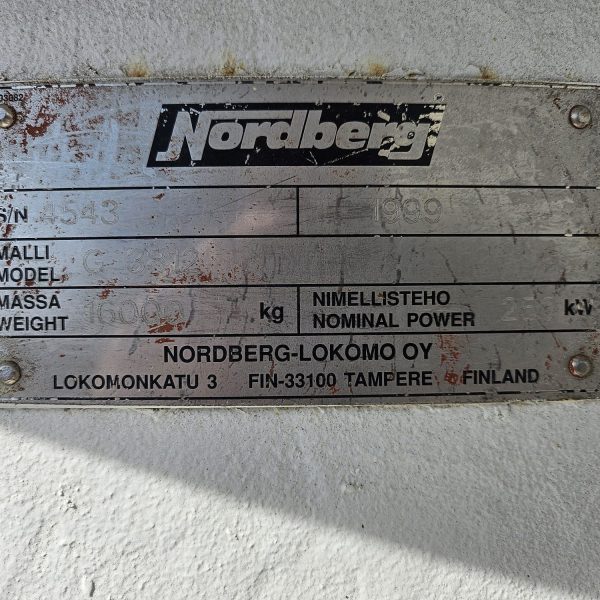 Nordberg
S/N 4543 1999
MALLI
MODEL
MASSA
WEIGHT kg
NIMELLISTEHO
NOMINAL POWER kW
NORDBERG-LOKOMO OY
LOKOMONKATU 3 FIN-33100 TAMPERE FINLAND